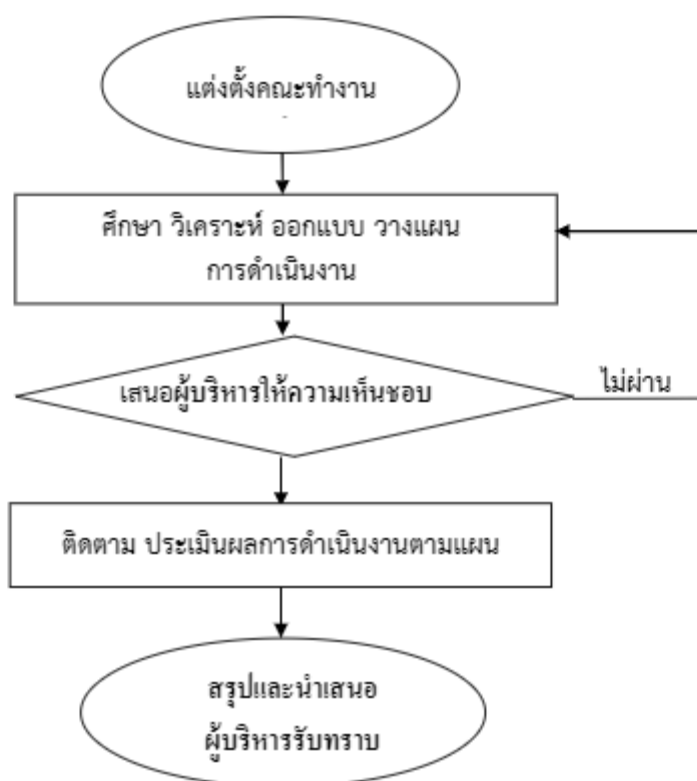 แต่งตั้งคณะทำงาน
ศึกษา วิเคราะห์ ออกแบบ วางแผน
การดำเนินงาน
เสนอผู้บริหารให้ความเห็นชอบ
ไม่ผ่าน
ติดตาม ประเมินผลการดำเนินงานตามแผน
สรุปและนำเสนอ
ผู้บริหารรับทราบ